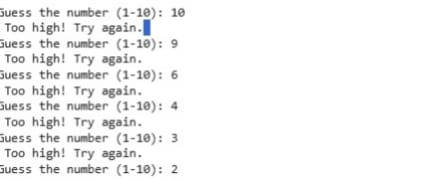 Guess the number (1-10): 10
Too high! Try again.
Guess the number (1-10): 9
Too high! Try again.
Guess the number (1-10): 6
Too high! Try again.
Guess the number (1-10): 4
Too high! Try again.
Guess the number (1-10): 3
Too high! Try again.
Guess the number (1-10): 2